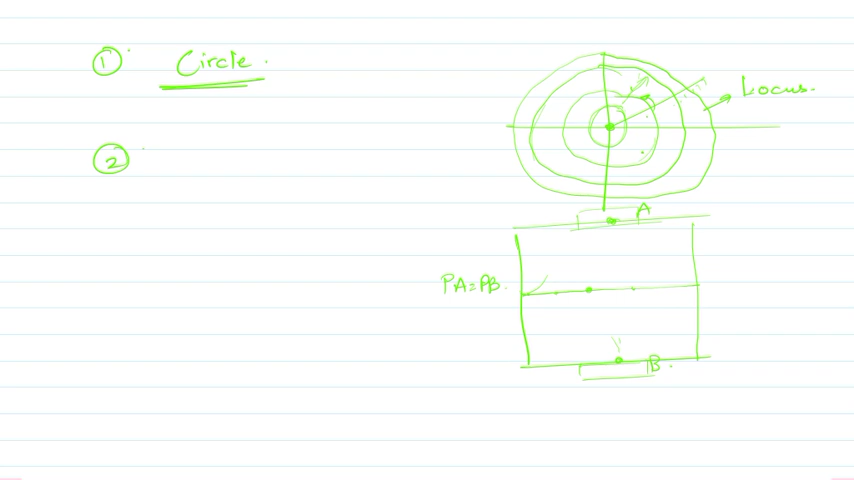 ① Circle.
Locus.
②
A
PA=PB.
B.